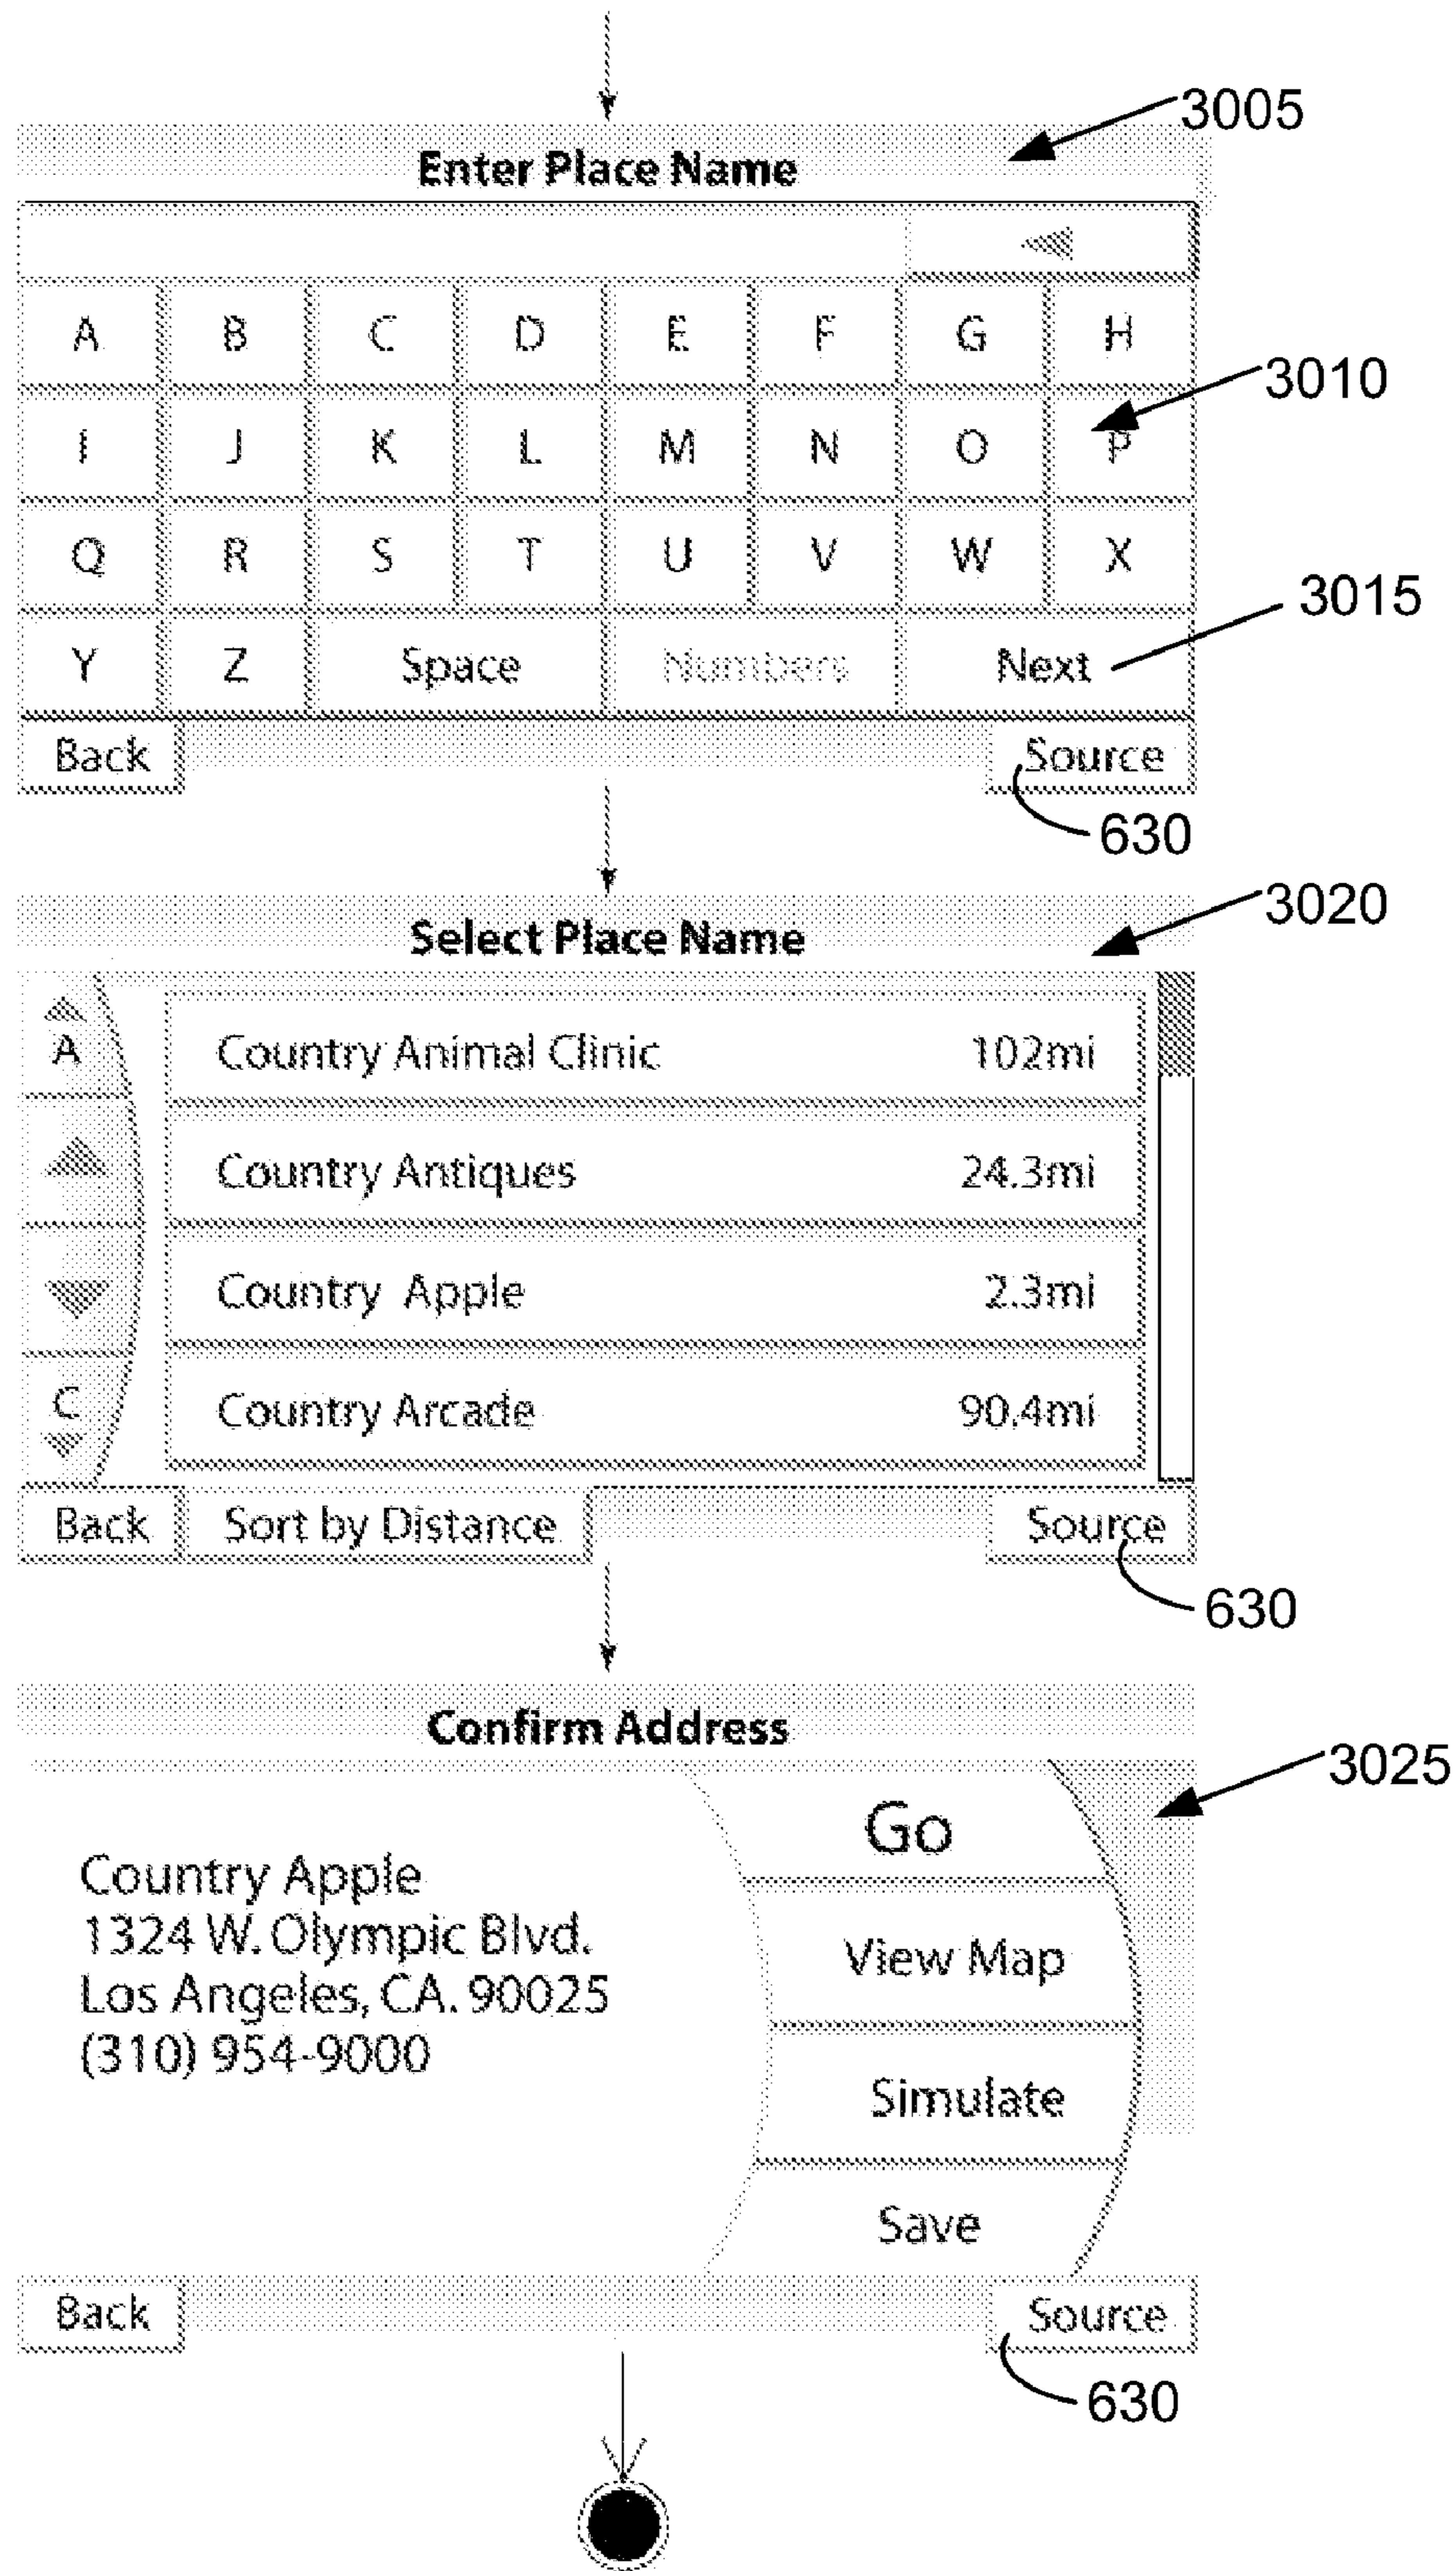 3005
Enter Place Name
A B C D E F G H
3010
I J K L M N O P
Q R S T U V W X
3015
Y Z Space Numbers Next
Back Source
630
3020
Select Place Name
A
Country Animal Clinic 102mi
Country Antiques 24.3mi
Country Apple 2.3mi
C
Country Arcade 90.4mi
Back Sort by Distance Source
630
Confirm Address
3025
Go
Country Apple
1324 W. Olympic Blvd.
View Map
Los Angeles, CA. 90025
(310) 954-9000
Simulate
Save
Back Source
630